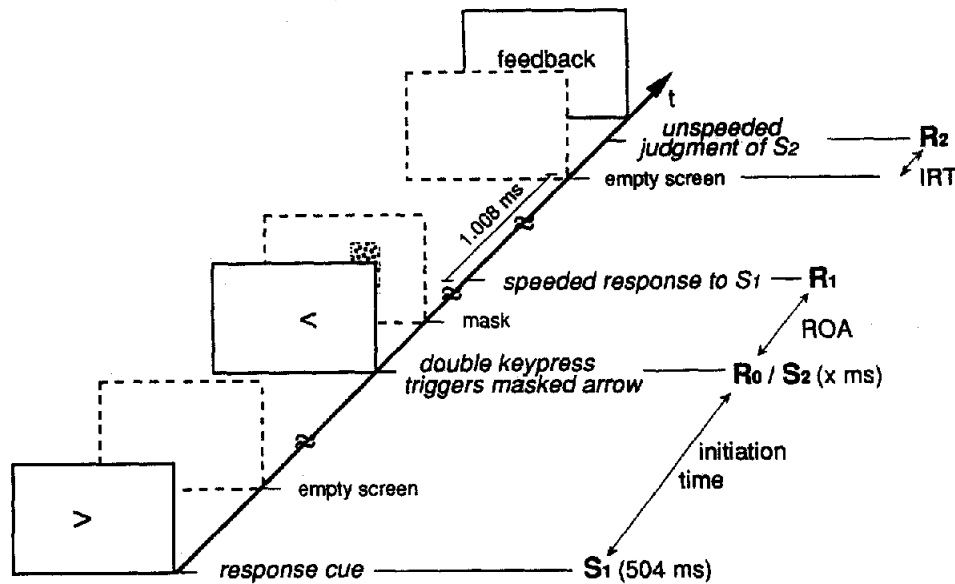 feedback
t
unspeeded
judgment of S2
R2
IRT
empty screen
1.008 ms
speeded response to S1
R1
<
mask
ROA
double keypress
triggers masked arrow
R0 / S2 (x ms)
initiation
time
>
empty screen
response cue
S1 (504 ms)